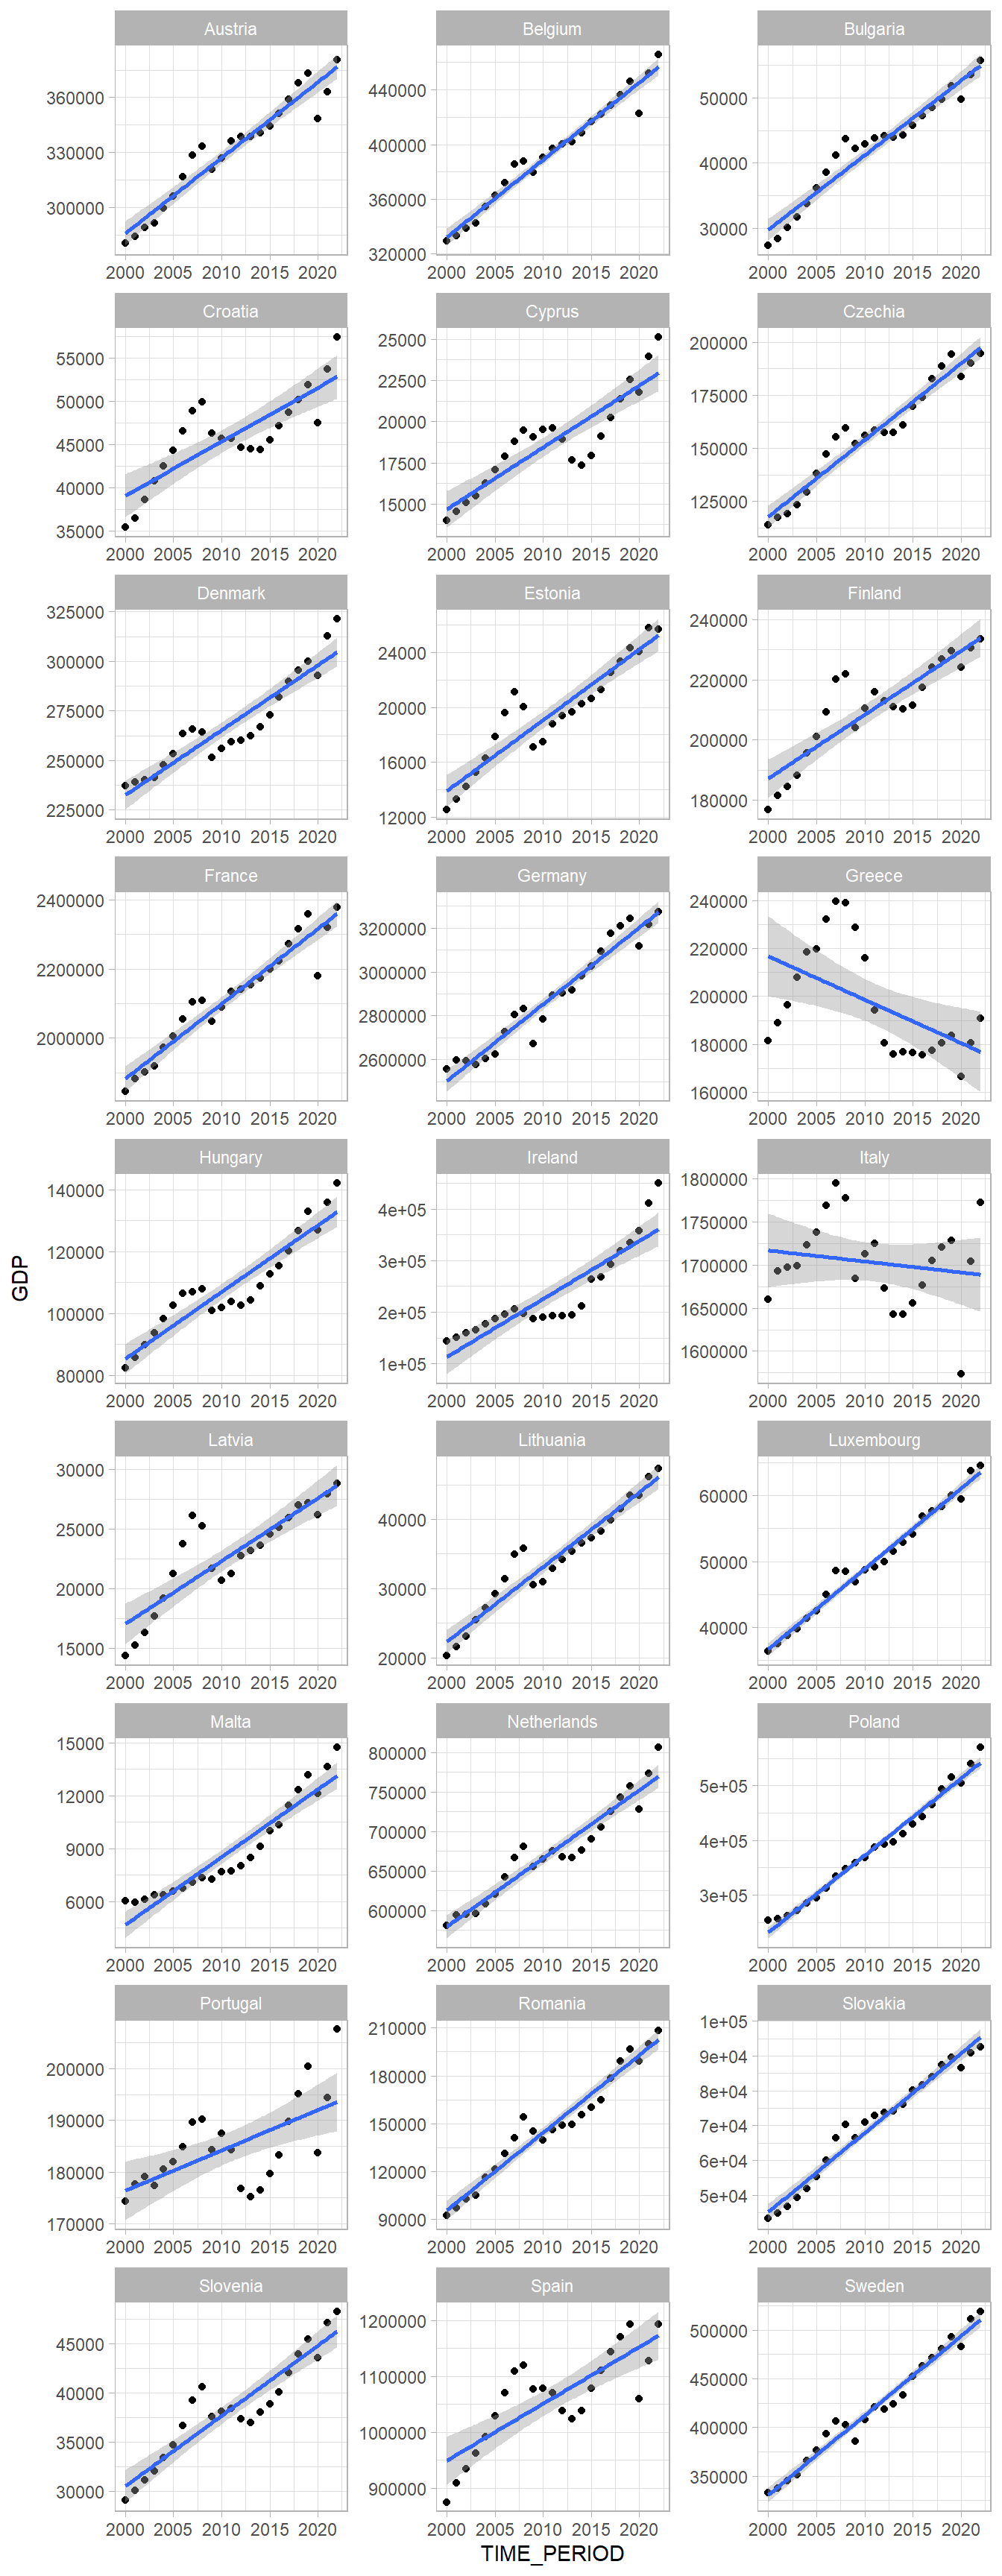 Austria Belgium Bulgaria
360000
330000
300000
440000
400000
360000
320000
50000
40000
30000
2000 2005 2010 2015 2020 2000 2005 2010 2015 2020 2000 2005 2010 2015 2020
Croatia Cyprus Czechia
55000
50000
45000
40000
35000
25000
22500
20000
17500
15000
200000
175000
150000
125000
2000 2005 2010 2015 2020 2000 2005 2010 2015 2020 2000 2005 2010 2015 2020
Denmark Estonia Finland
325000
300000
275000
250000
225000
24000
20000
16000
12000
240000
220000
200000
180000
2000 2005 2010 2015 2020 2000 2005 2010 2015 2020 2000 2005 2010 2015 2020
France Germany Greece
2400000
2200000
2000000
3200000
3000000
2800000
2600000
240000
220000
200000
180000
160000
2000 2005 2010 2015 2020 2000 2005 2010 2015 2020 2000 2005 2010 2015 2020
Hungary Ireland Italy
140000
120000
100000
80000
4e+05
3e+05
2e+05
1e+05
1800000
1750000
1700000
1650000
1600000
2000 2005 2010 2015 2020 2000 2005 2010 2015 2020 2000 2005 2010 2015 2020
GDP
Latvia Lithuania Luxembourg
30000
25000
20000
15000
40000
30000
20000
60000
50000
40000
2000 2005 2010 2015 2020 2000 2005 2010 2015 2020 2000 2005 2010 2015 2020
Malta Netherlands Poland
15000
12000
9000
6000
800000
750000
700000
650000
600000
5e+05
4e+05
3e+05
2000 2005 2010 2015 2020 2000 2005 2010 2015 2020 2000 2005 2010 2015 2020
Portugal Romania Slovakia
200000
190000
180000
170000
210000
180000
150000
120000
90000
1e+05
9e+04
8e+04
7e+04
6e+04
5e+04
2000 2005 2010 2015 2020 2000 2005 2010 2015 2020 2000 2005 2010 2015 2020
Slovenia Spain Sweden
45000
40000
35000
30000
1200000
1100000
1000000
900000
500000
450000
400000
350000
2000 2005 2010 2015 2020 2000 2005 2010 2015 2020 2000 2005 2010 2015 2020
TIME_PERIOD